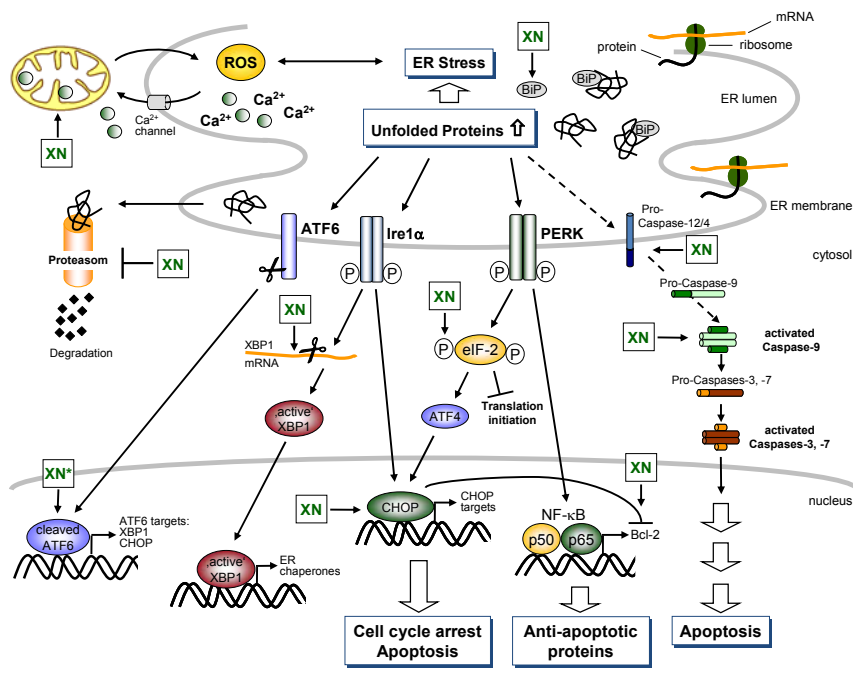 mRNA
ribosome
protein
XN
BiP
BiP
ER lumen
ROS
ER Stress
Ca2+
Ca2+
Ca2+
Ca2+
Ca2+
channel
XN
Unfolded Proteins
BiP
ER membrane
ATF6
Ire1α
PERK
Pro-
Caspase-12/4
XN
cytosol
P
P
P
P
Proteasom
XN
Degradation
Pro-Caspase-9
XN
XN
XN
activated
Caspase-9
XBP1
mRNA
P
eIF-2
P
Pro-Caspases-3, -7
Translation
initiation
‚active'
XBP1
ATF4
activated
Caspases-3, -7
XN*
XN
nucleus
XN
CHOP
CHOP
targets
NF-κB
p50
p65
Bcl-2
cleaved
ATF6
ATF6 targets:
XBP1
CHOP
‚active'
XBP1
ER
chaperones
Cell cycle arrest
Apoptosis
Anti-apoptotic
proteins
Apoptosis